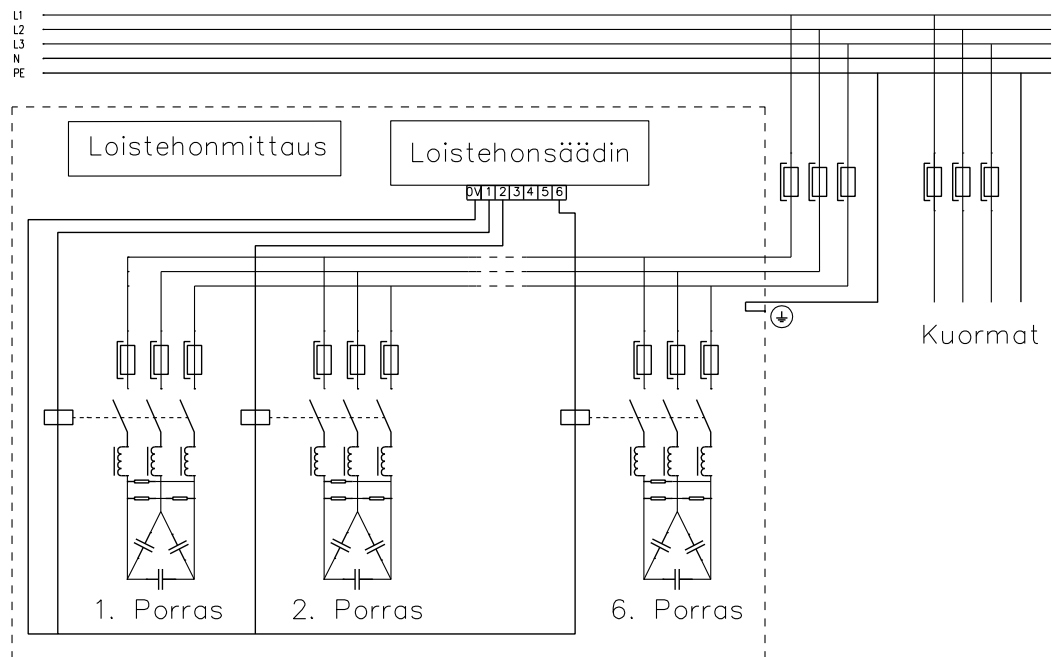 L1
L2
L3
N
PE
Loistehonmittaus
Loistehonsäädin
0V 1 2 3 4 5 6
Kuormat
1. Porras
2. Porras
6. Porras